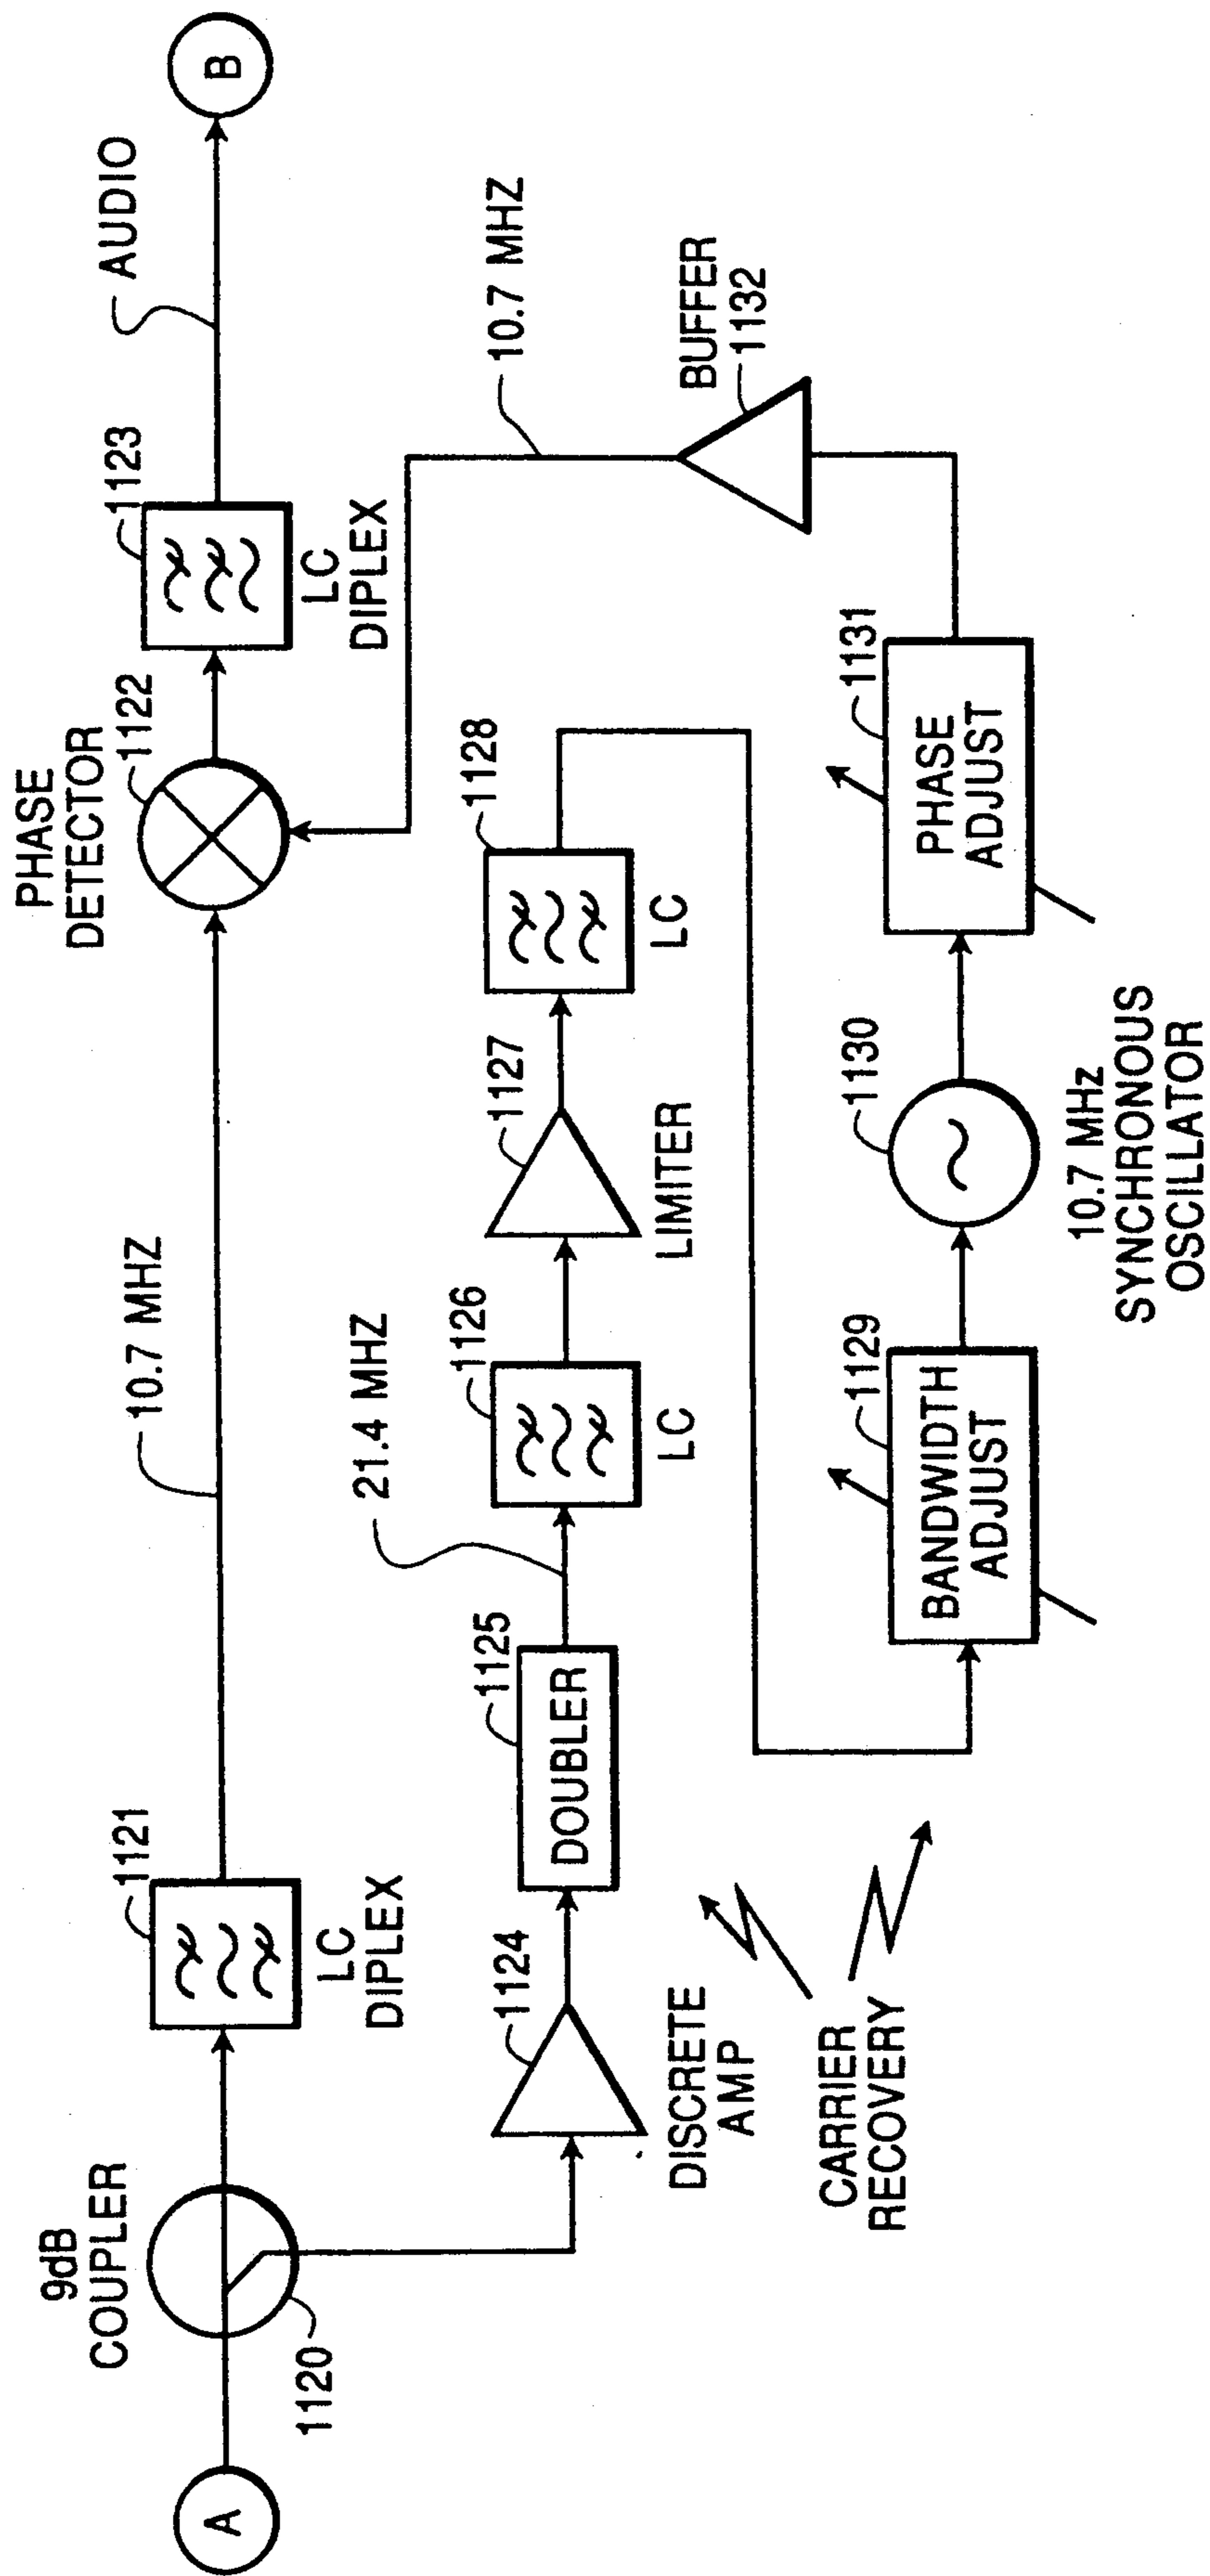 A
9dB
COUPLER
1120
1121
LC
DIPLEX
10.7 MHZ
PHASE
DETECTOR
1122
1123
LC
DIPLEX
AUDIO
B
1124
DISCRETE
AMP
1125
DOUBLER
21.4 MHZ
1126
LC
1127
LIMITER
1128
LC
10.7 MHZ
BUFFER
1132
CARRIER
RECOVERY
1129
BANDWIDTH
ADJUST
1130
10.7 MHz
SYNCHRONOUS
OSCILLATOR
1131
PHASE
ADJUST